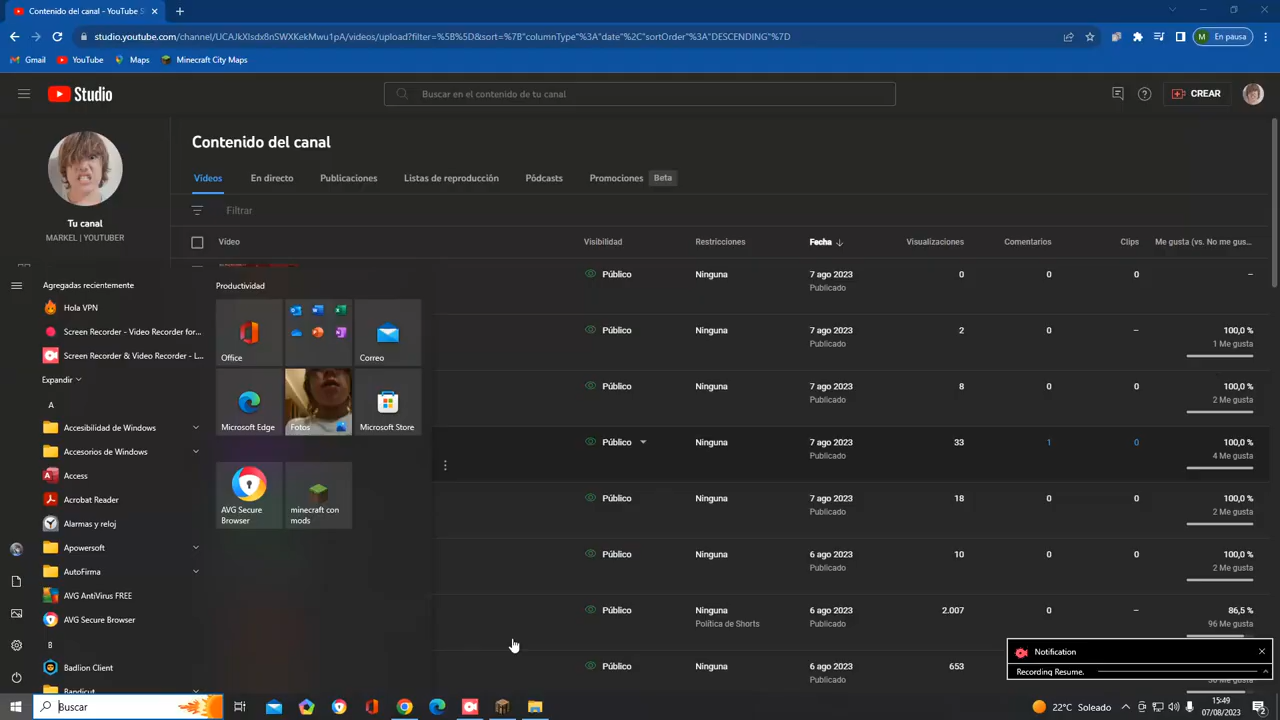 Contenido del canal - YouTube S
studio.youtube.com/channel/UCAJkXlsdx8nSWXKekMwu1pA/videos/upload?filter=%5B%5D&sort=%7B"columnType"%3A"date"%2C"sortOrder"%3A"DESCENDING"%7D
M En pausa
Gmail YouTube Maps Minecraft City Maps
Studio
Buscar en el contenido de tu canal
CREAR
Contenido del canal
Vídeos En directo Publicaciones Listas de reproducción Pódcasts Promociones Beta
Filtrar
Tu canal
MARKEL | YOUTUBER
Vídeo Visibilidad Restricciones Fecha Visualizaciones Comentarios Clips Me gusta (vs. No me gus...
Público Ninguna 7 ago 2023 0 0 0 –
Publicado
Público Ninguna 7 ago 2023 2 0 – 100,0 %
Publicado 1 Me gusta
Público Ninguna 7 ago 2023 8 0 0 100,0 %
Publicado 2 Me gusta
Público Ninguna 7 ago 2023 33 1 0 100,0 %
Publicado 4 Me gusta
Público Ninguna 7 ago 2023 18 0 0 100,0 %
Publicado 2 Me gusta
Público Ninguna 6 ago 2023 10 0 0 100,0 %
Publicado 2 Me gusta
Público Ninguna 6 ago 2023 2.007 0 – 86,5 %
Política de Shorts Publicado 96 Me gusta
Público Ninguna 6 ago 2023 653
Publicado
Agregadas recientemente
Hola VPN
Screen Recorder - Video Recorder for...
Screen Recorder & Video Recorder - L...
Expandir
A
Accesibilidad de Windows
Accesorios de Windows
Access
Acrobat Reader
Alarmas y reloj
Apowersoft
AutoFirma
AVG AntiVirus FREE
AVG Secure Browser
B
Badlion Client
Bandicut
Productividad
Office
Correo
Microsoft Edge
Fotos
Microsoft Store
AVG Secure
Browser
minecraft con
mods
Notification
Recording Resume.
Buscar
22°C Soleado
15:49
07/08/2023
2